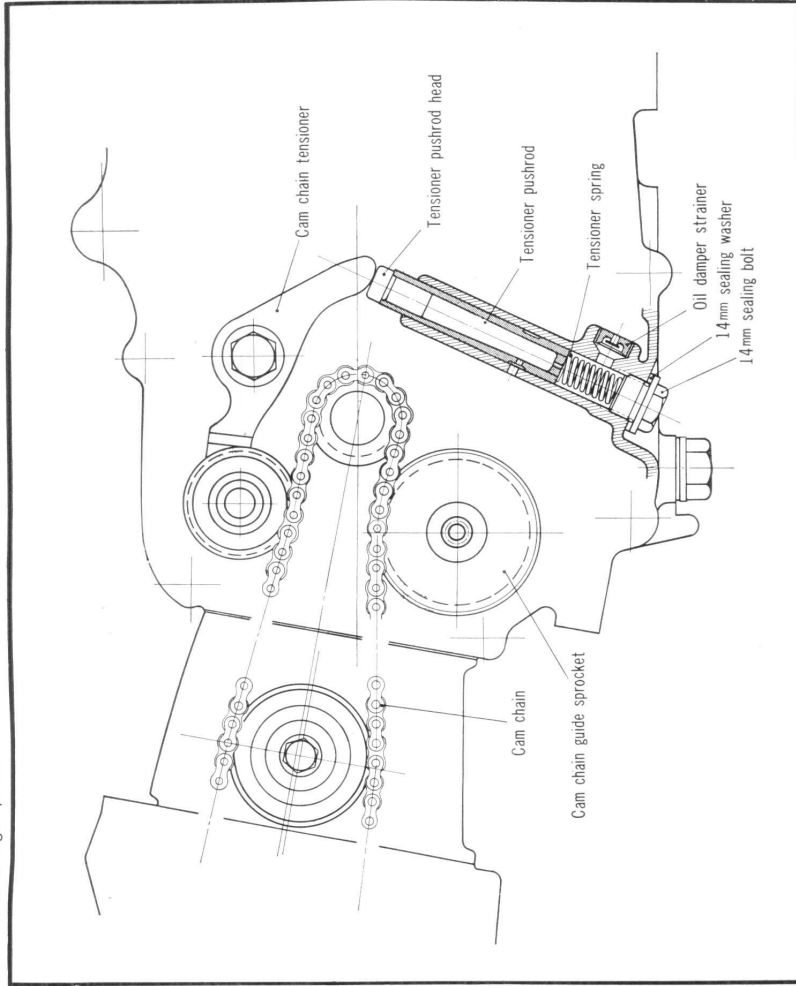 Cam chain tensioner
Tensioner pushrod head
Tensioner pushrod
Tensioner spring
Oil damper strainer
14mm sealing washer
14mm sealing bolt
Cam chain
Cam chain guide sprocket